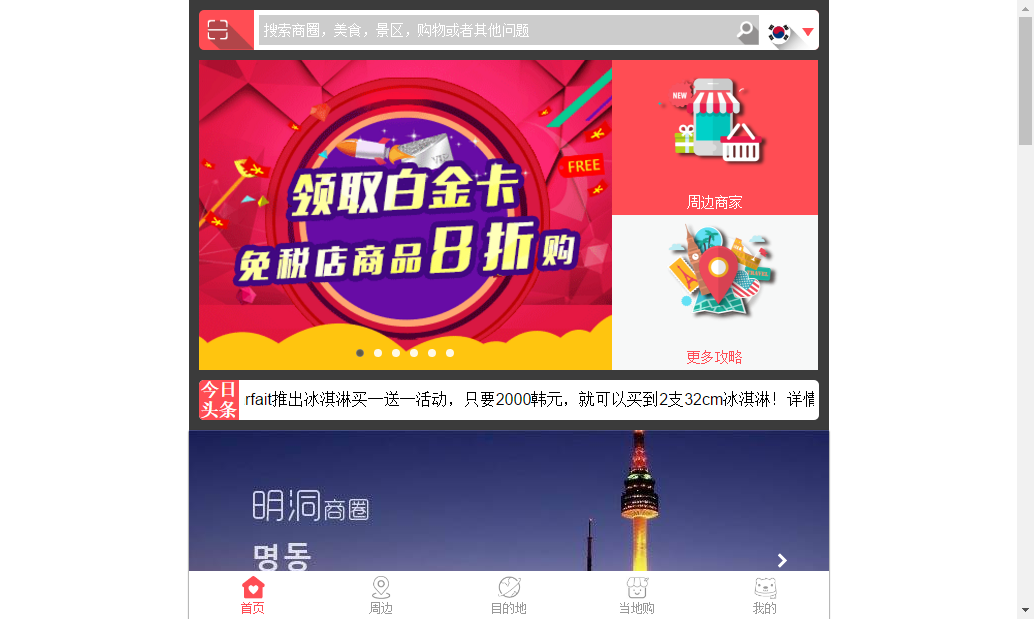 搜索商圈，美食，景区，购物或者其他问题
NEW
FREE
VIP
领取白金卡
免税店商品8折购
周边商家
更多攻略
今日
头条
rfait推出冰淇淋买一送一活动，只要2000韩元，就可以买到2支32cm冰淇淋！详情
明洞商圈
명동
首页
周边
目的地
当地购
我的